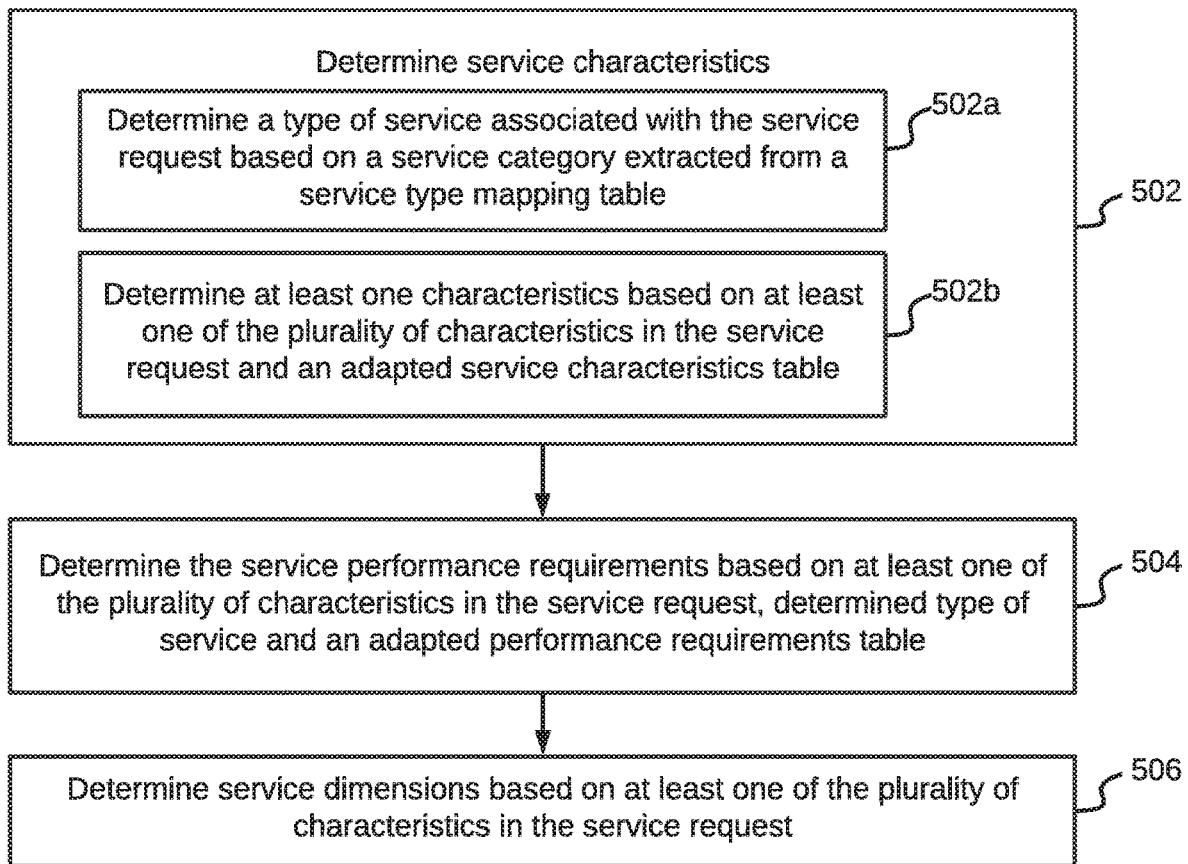 Determine service characteristics
Determine a type of service associated with the service
request based on a service category extracted from a
service type mapping table
502a
502
Determine at least one characteristics based on at least
one of the plurality of characteristics in the service
request and an adapted service characteristics table
502b
Determine the service performance requirements based on at least one of
the plurality of characteristics in the service request, determined type of
service and an adapted performance requirements table
504
Determine service dimensions based on at least one of the plurality of
characteristics in the service request
506